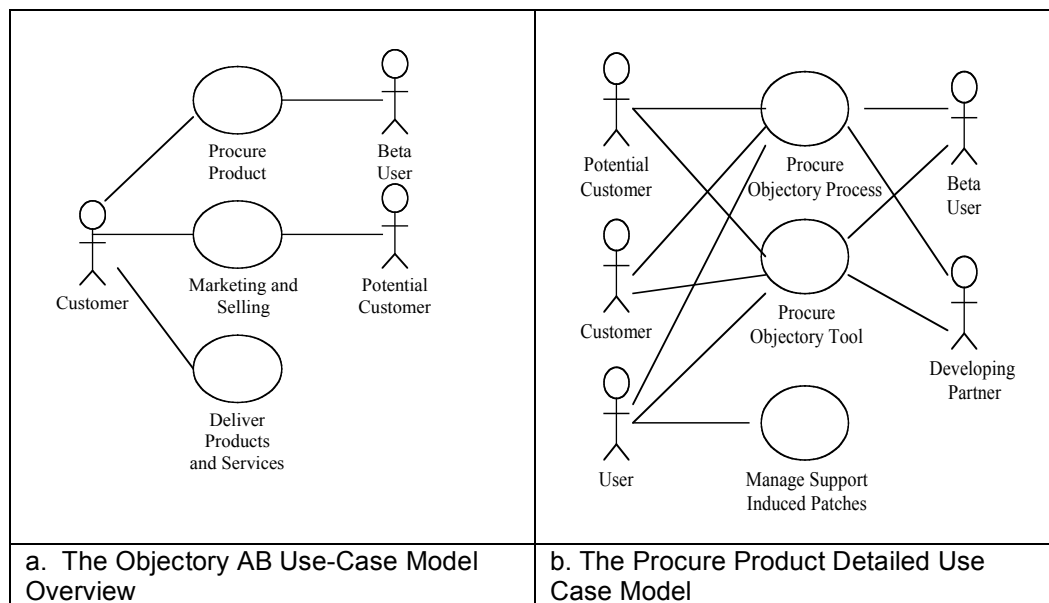 Procure
Product
Beta
User
Customer
Marketing and
Selling
Potential
Customer
Deliver
Products
and Services
a. The Objectory AB Use-Case Model
Overview
Potential
Customer
Procure
Objectory Process
Beta
User
Customer
Procure
Objectory Tool
Developing
Partner
User
Manage Support
Induced Patches
b. The Procure Product Detailed Use
Case Model